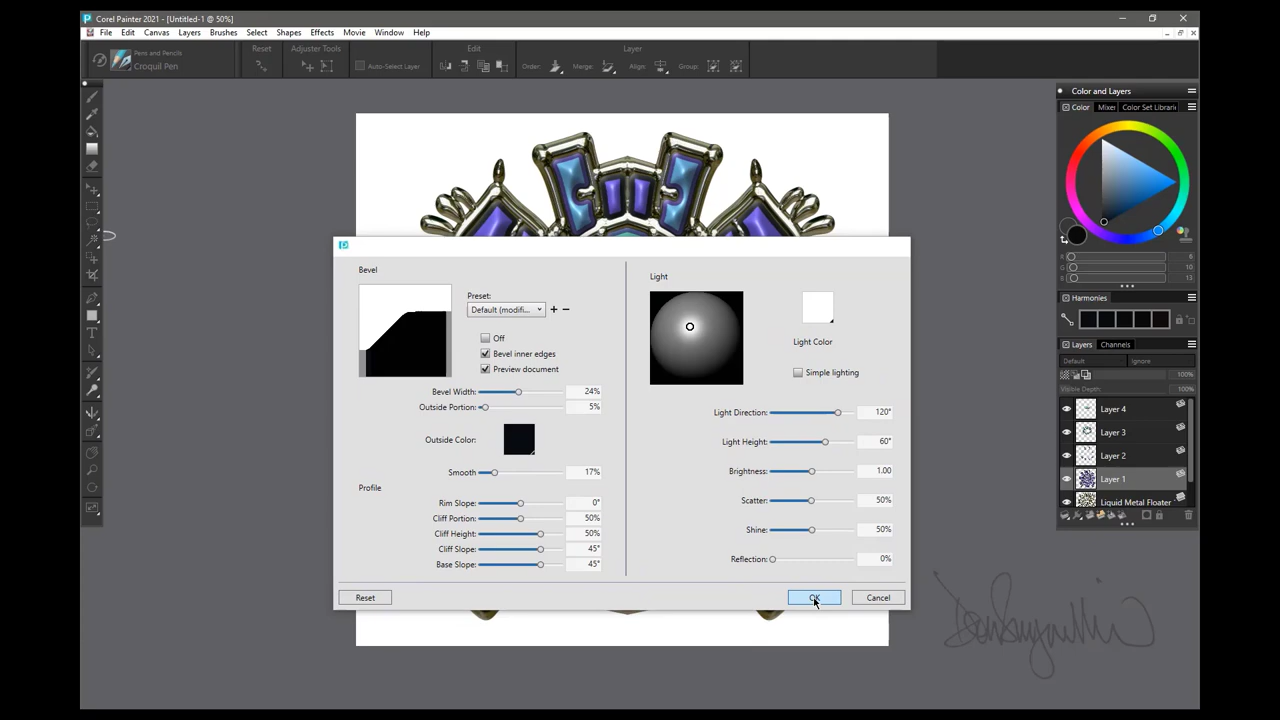 Corel Painter 2021 - [Untitled-1 @ 50%]
File Edit Canvas Layers Brushes Select Shapes Effects Movie Window Help
Pens and Pencils
Croquil Pen
Reset
Adjuster Tools
Auto-Select Layer
Edit
Layer
Order:
Merge:
Align:
Group:
Color and Layers
Color Mixer Color Set Librari
R 6
G 10
B 13
Harmonies
Layers Channels
Default Ignore
100%
Visible Depth: 100%
Layer 4
Layer 3
Layer 2
Layer 1
Liquid Metal Floater
Bevel
Preset:
Default (modifi...
+ −
Off
Bevel inner edges
Preview document
Bevel Width: 24%
Outside Portion: 5%
Outside Color:
Smooth 17%
Profile
Rim Slope: 0°
Cliff Portion: 50%
Cliff Height: 50%
Cliff Slope: 45°
Base Slope: 45°
Light
Light Color
Simple lighting
Light Direction: 120°
Light Height: 60°
Brightness: 1.00
Scatter: 50%
Shine: 50%
Reflection: 0%
Reset OK Cancel